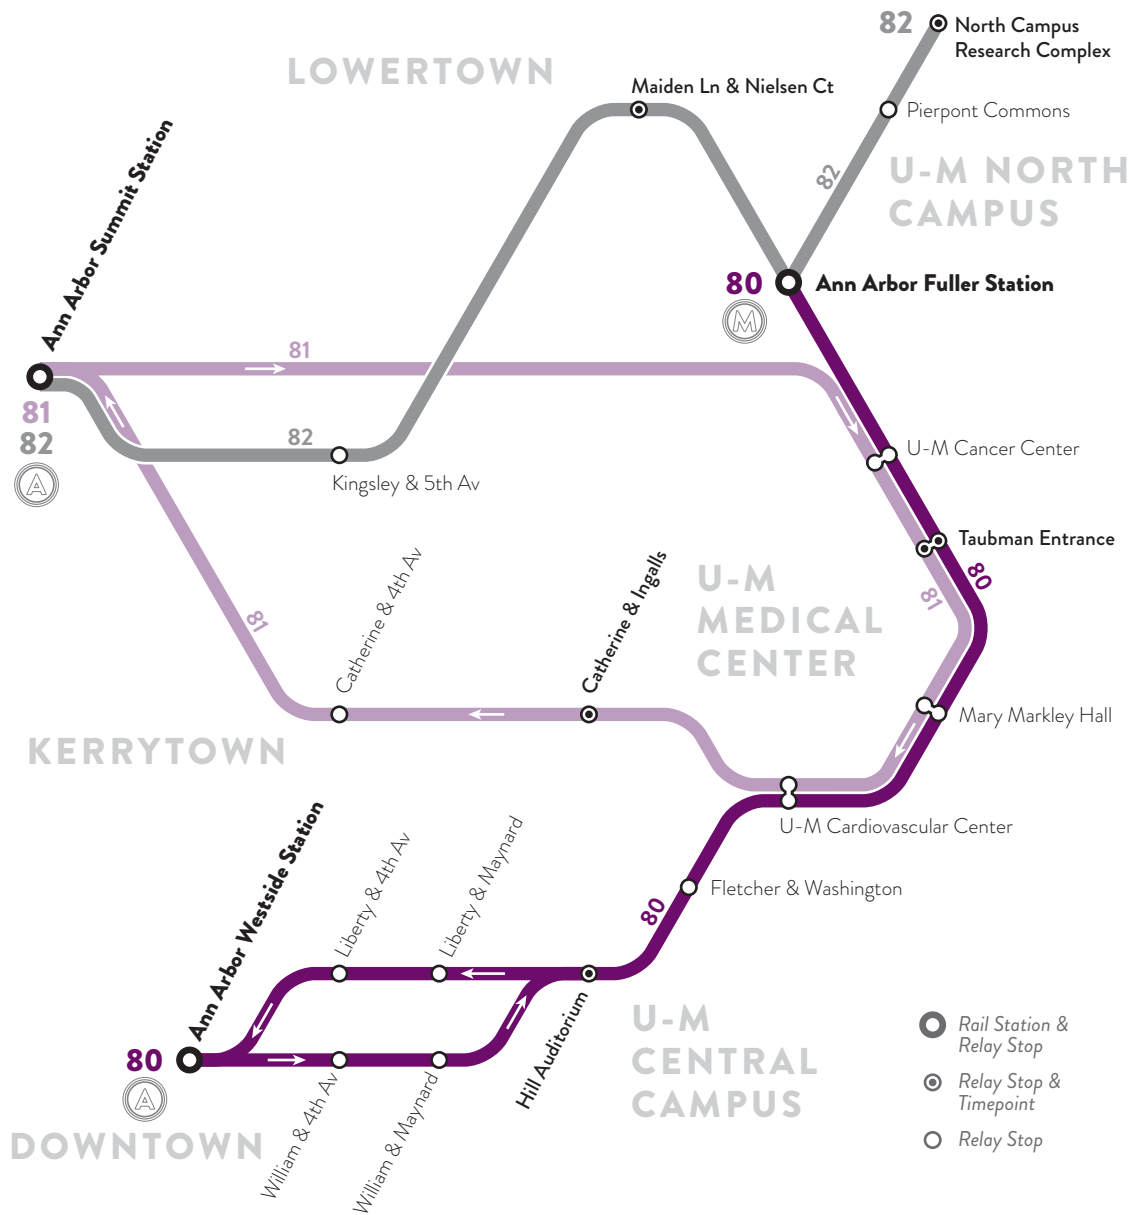 82
North Campus
Research Complex
LOWERTOWN
Maiden Ln & Nielsen Ct
Pierpont Commons
Ann Arbor Summit Station
82
U-M NORTH
CAMPUS
80
Ann Arbor Fuller Station
M
81
81
82
A
82
Kingsley & 5th Av
U-M Cancer Center
Taubman Entrance
80
81
U-M
MEDICAL
CENTER
Catherine & 4th Av
Catherine & Ingalls
81
Mary Markley Hall
KERRYTOWN
U-M Cardiovascular Center
Ann Arbor Westside Station
Liberty & 4th Av
Liberty & Maynard
Fletcher & Washington
80
80
A
DOWNTOWN
William & 4th Av
William & Maynard
Hill Auditorium
U-M
CENTRAL
CAMPUS
Rail Station &
Relay Stop
Relay Stop &
Timepoint
Relay Stop